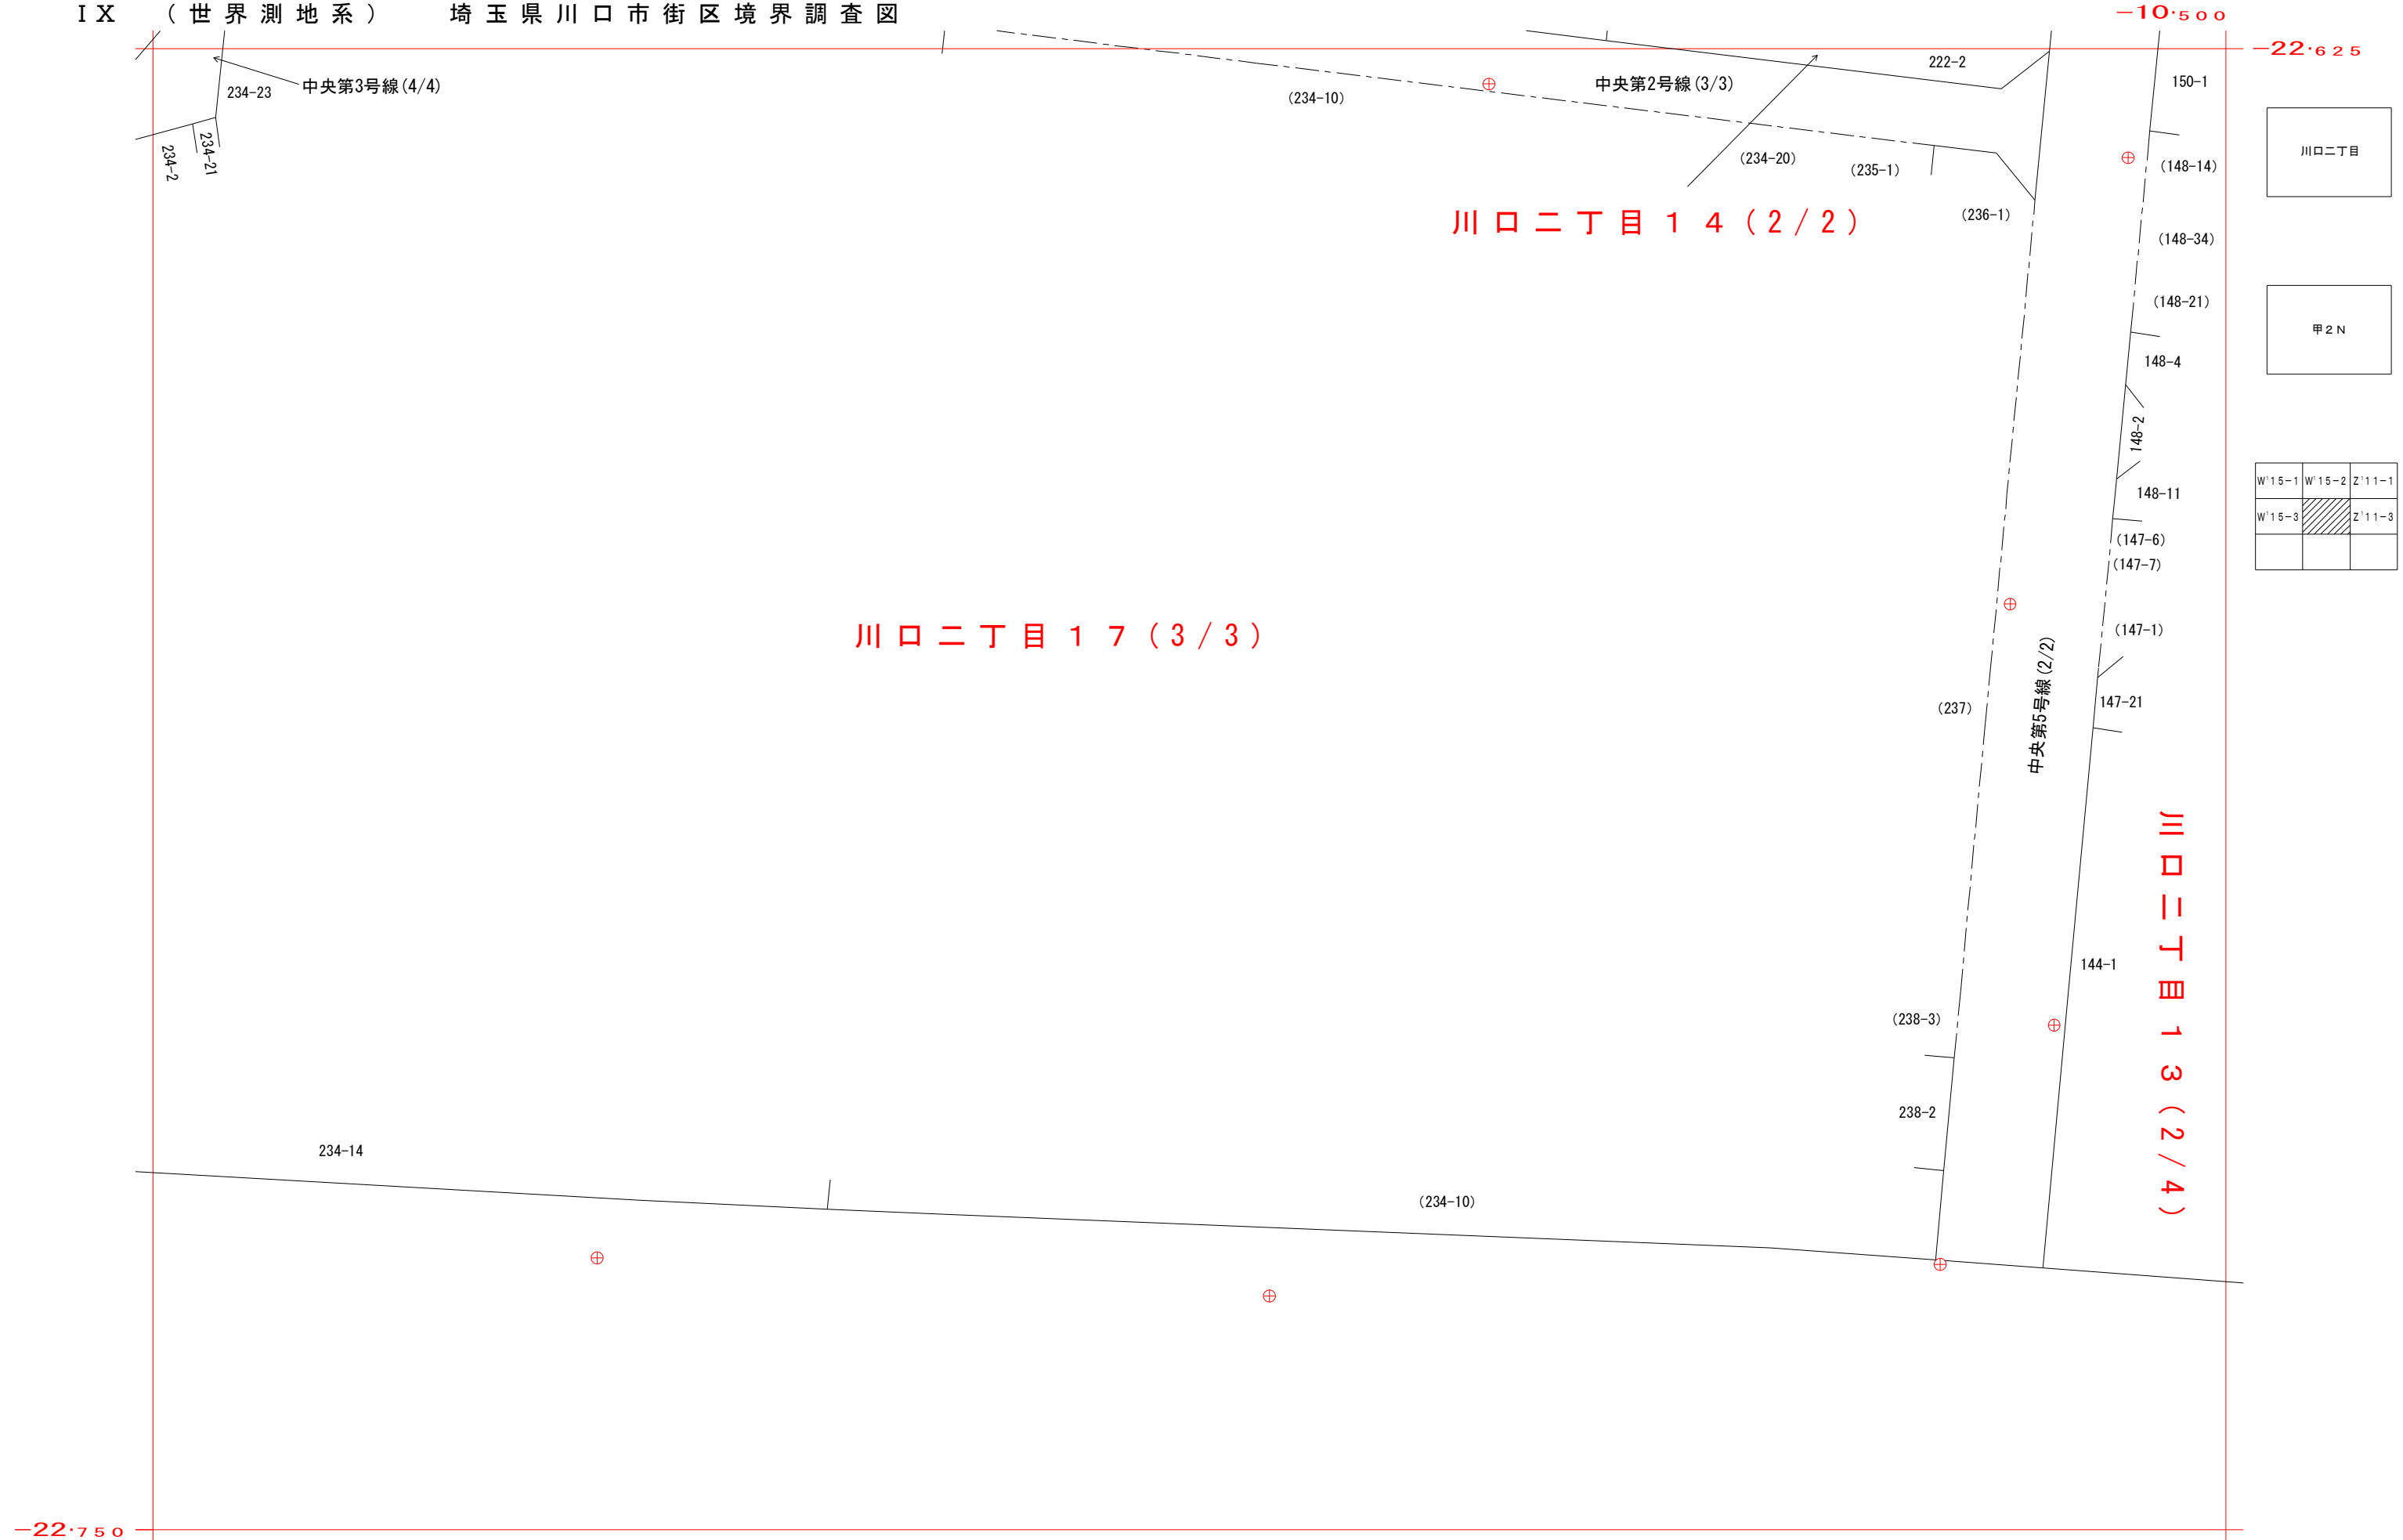 IX （世界測地系） 埼玉県川口市街区境界調査図
-10.500
-22.625
222-2
中央第3号線(4/4)
234-23
中央第2号線(3/3)
150-1
(234-10)
234-2
234-21
(234-20)
(235-1)
(148-14)
川口二丁目
川口二丁目１４(2/2)
(236-1)
(148-34)
(148-21)
甲２Ｎ
148-4
148-2
148-11
W'15-1 W'15-2 Z'11-1
W'15-3 Z'11-3
(147-6)
(147-7)
川口二丁目１７(3/3)
(147-1)
中央第5号線(2/2)
(237)
147-21
川口二丁目１３(2/4)
144-1
(238-3)
238-2
234-14
(234-10)
-22.750